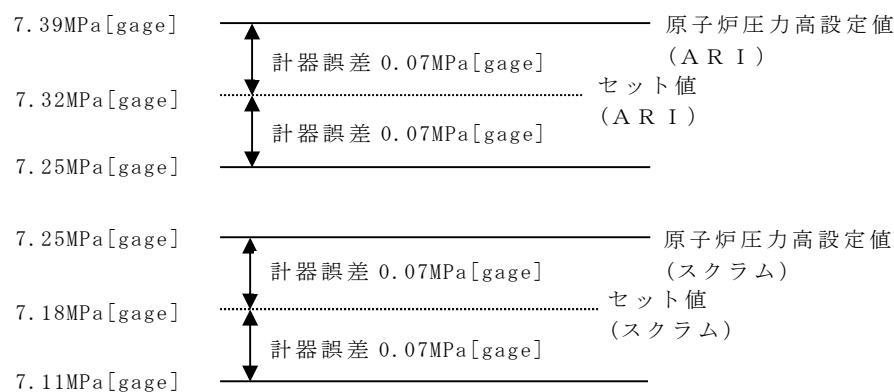 7.39MPa[gage]
原子炉圧力高設定値
(ARI)
計器誤差 0.07MPa[gage]
セット値
(ARI)
7.32MPa[gage]
計器誤差 0.07MPa[gage]
7.25MPa[gage]
7.25MPa[gage]
原子炉圧力高設定値
(スクラム)
計器誤差 0.07MPa[gage]
セット値
(スクラム)
7.18MPa[gage]
計器誤差 0.07MPa[gage]
7.11MPa[gage]